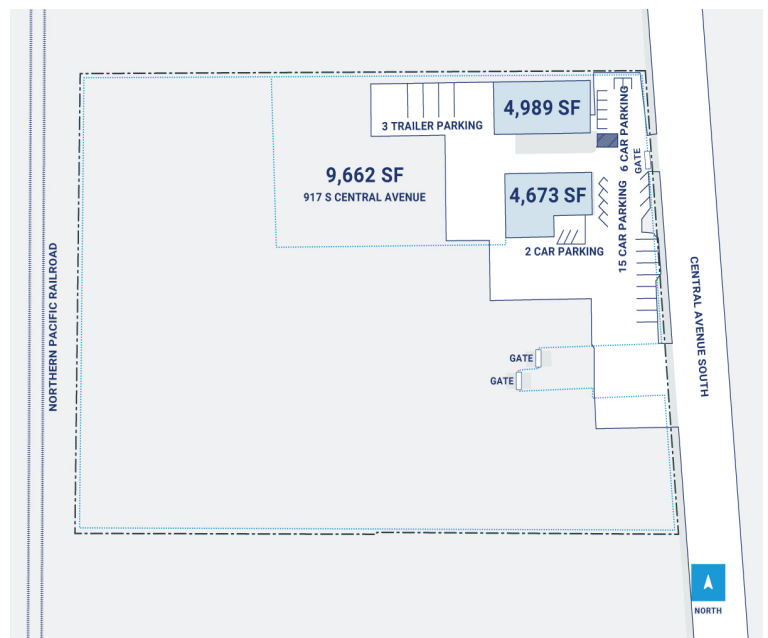 4,989 SF
3 TRAILER PARKING
6 CAR PARKING
GATE
9,662 SF
917 S CENTRAL AVENUE
4,673 SF
15 CAR PARKING
2 CAR PARKING
NORTHERN PACIFIC RAILROAD
CENTRAL AVENUE SOUTH
GATE
GATE
NORTH